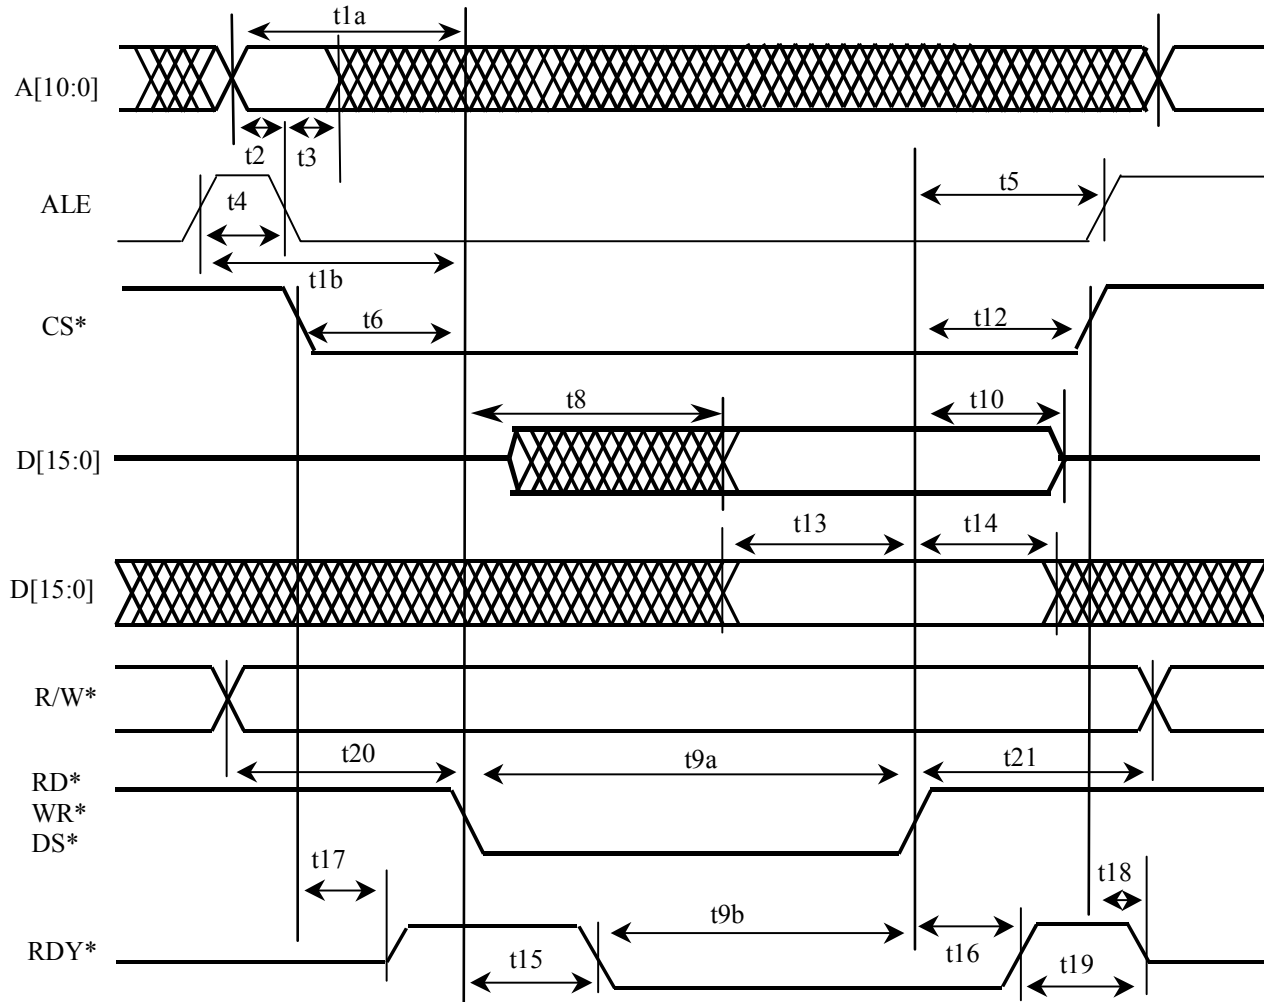 t1a
A[10:0]
t2
t3
ALE
t4
t5
t1b
CS*
t6
t12
t8
t10
D[15:0]
t13
t14
D[15:0]
R/W*
t20
t9a
t21
RD*
WR*
DS*
t17
t18
t9b
RDY*
t15
t16
t19